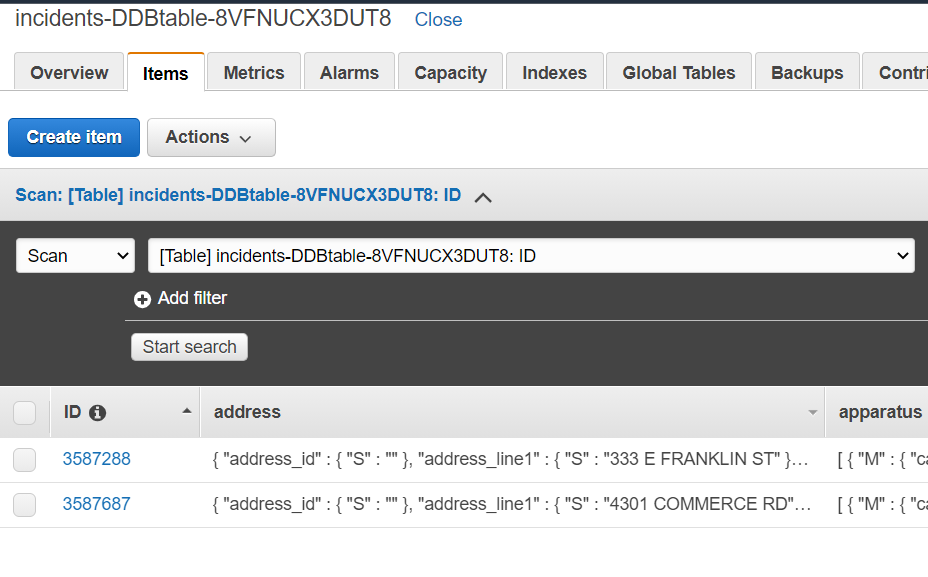 incidents-DDBtable-8VFNUCX3DUT8 Close
Overview Items Metrics Alarms Capacity Indexes Global Tables Backups Contri
Create item Actions
Scan: [Table] incidents-DDBtable-8VFNUCX3DUT8: ID
Scan [Table] incidents-DDBtable-8VFNUCX3DUT8: ID
Add filter
Start search
ID address apparatus
3587288 { "address_id" : { "S" : "" }, "address_line1" : { "S" : "333 E FRANKLIN ST" }… [ { "M" : { "ca
3587687 { "address_id" : { "S" : "" }, "address_line1" : { "S" : "4301 COMMERCE RD"… [ { "M" : { "ca